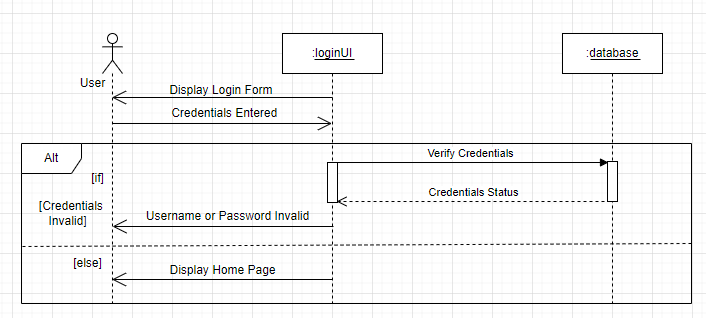 :loginUI
:database
User
Display Login Form
Credentials Entered
Alt
Verify Credentials
[if]
Credentials Status
[Credentials
Invalid]
Username or Password Invalid
[else]
Display Home Page